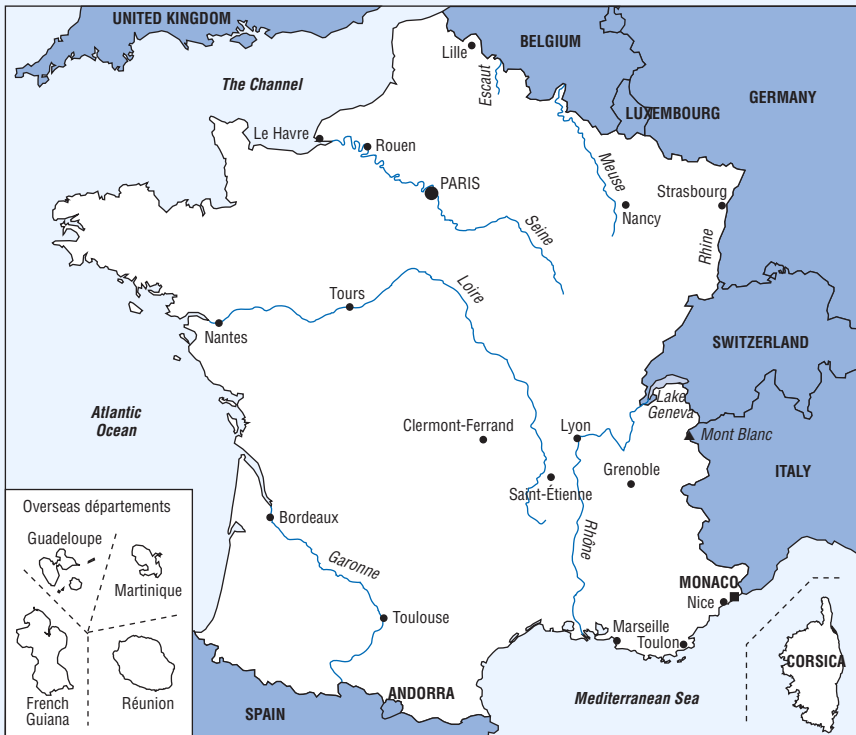 UNITED KINGDOM
BELGIUM
Lille
The Channel
Escaut
GERMANY
LUXEMBOURG
Le Havre
Rouen
Meuse
PARIS
Strasbourg
Nancy
Seine
Rhine
Loire
Tours
Nantes
SWITZERLAND
Lake
Geneva
Atlantic
Ocean
Clermont-Ferrand
Lyon
Mont Blanc
Grenoble
ITALY
Saint-Étienne
Overseas départements
Bordeaux
Guadeloupe
Rhône
Garonne
Martinique
MONACO
Nice
Toulouse
Marseille
Toulon
CORSICA
French
Guiana
Réunion
ANDORRA
Mediterranean Sea
SPAIN